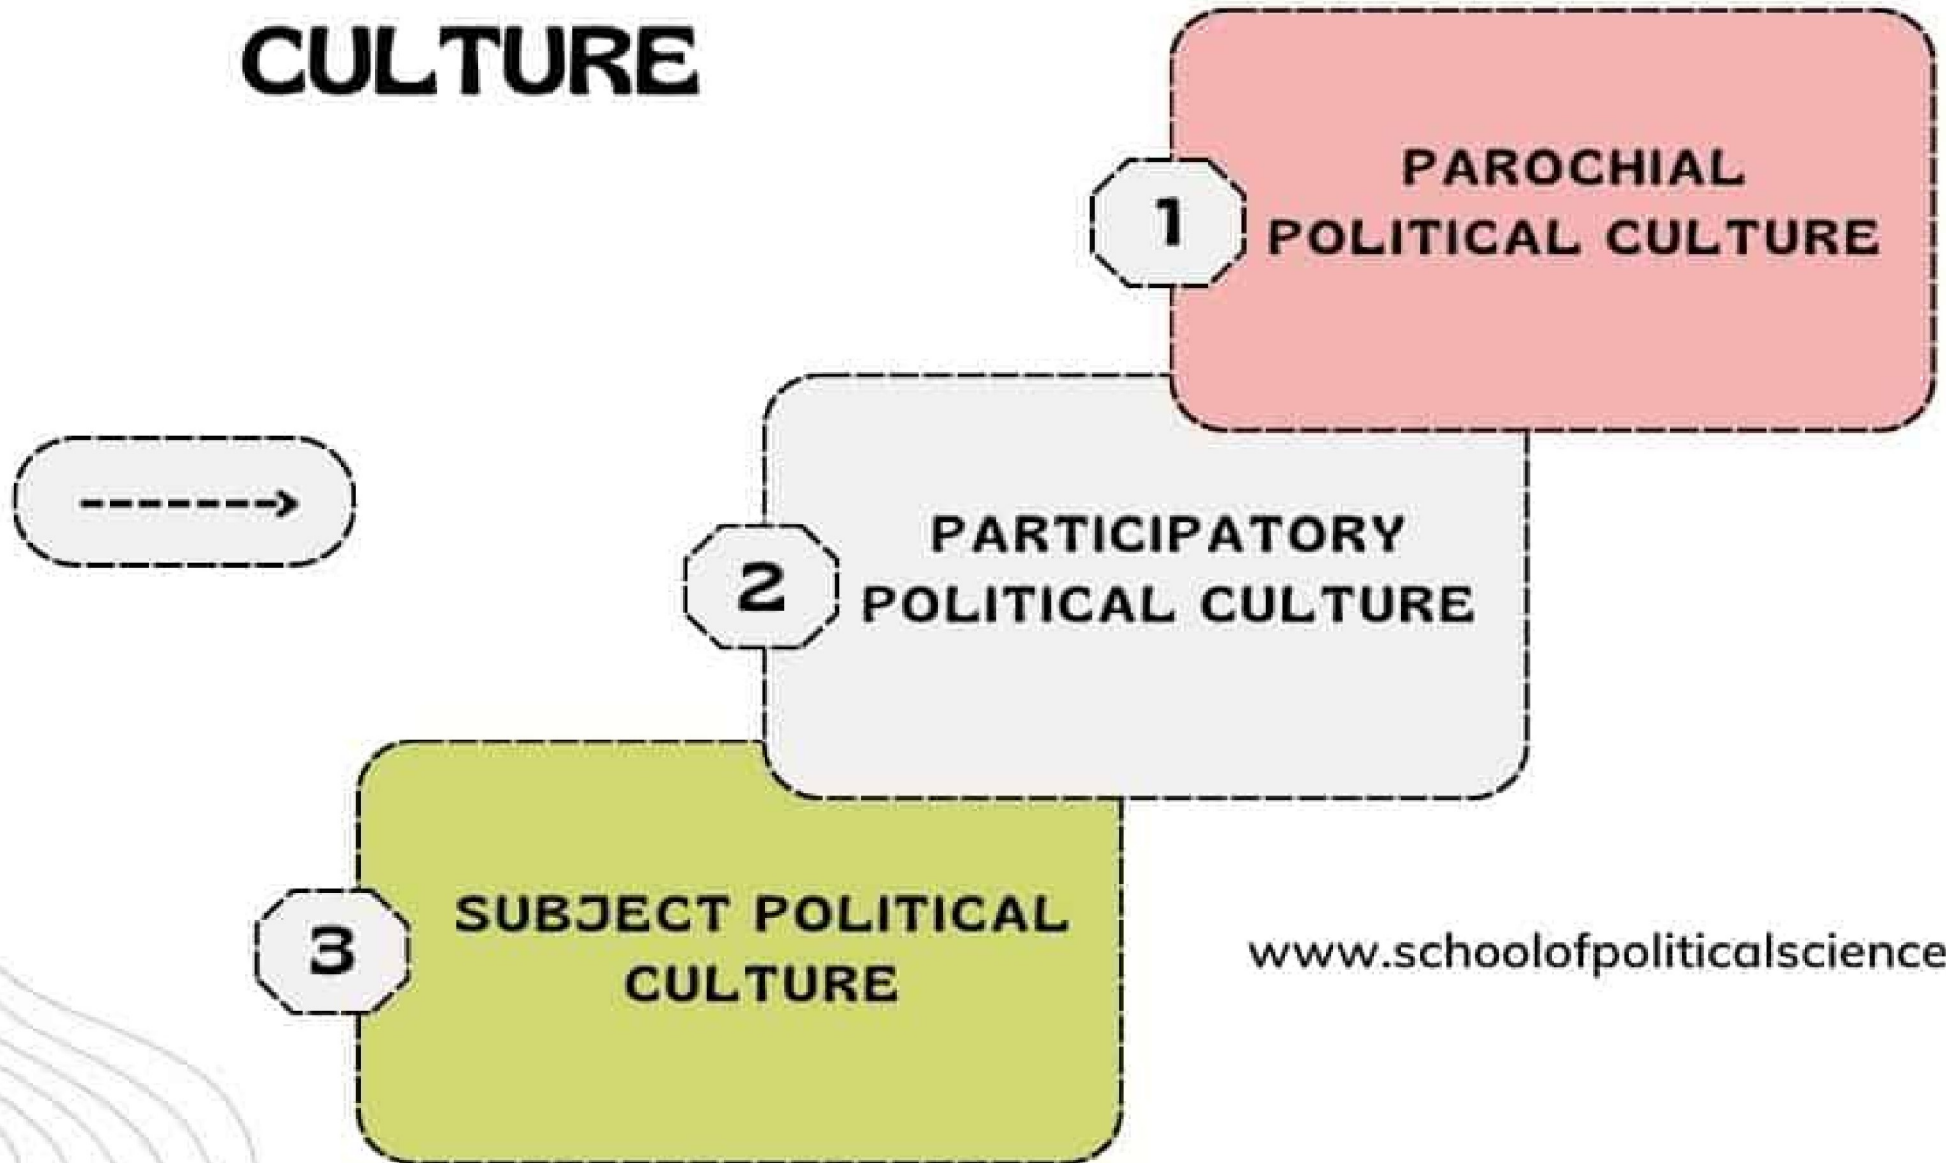 CULTURE
1
PAROCHIAL
POLITICAL CULTURE
2
PARTICIPATORY
POLITICAL CULTURE
3
SUBJECT POLITICAL
CULTURE
www.schoolofpoliticalscience